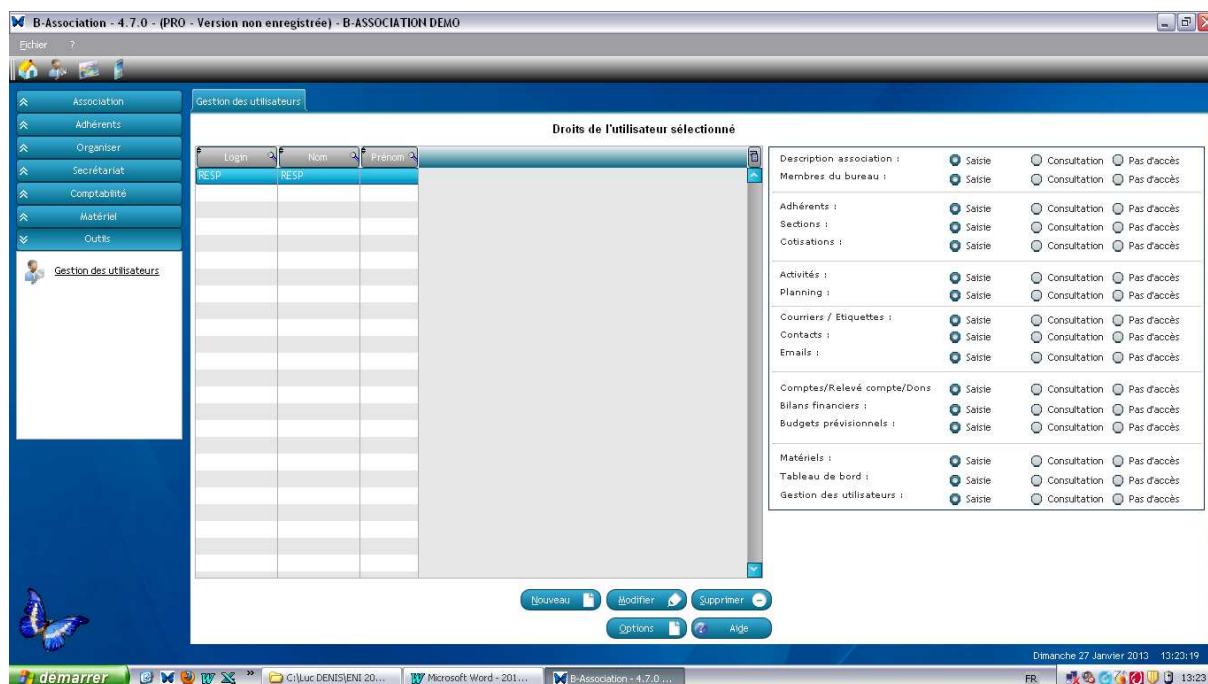 B-Association - 4.7.0 - (PRO - Version non enregistrée) - B-ASSOCIATION DEMO
Fichier ?
Association
Adhérents
Organiser
Secrétariat
Comptabilité
Matériel
Outils
Gestion des utilisateurs
Gestion des utilisateurs
Droits de l'utilisateur sélectionné
Login Nom Prénom
RESP RESP
Description association : Saisie Consultation Pas d'accès
Membres du bureau : Saisie Consultation Pas d'accès
Adhérents : Saisie Consultation Pas d'accès
Sections : Saisie Consultation Pas d'accès
Cotisations : Saisie Consultation Pas d'accès
Activités : Saisie Consultation Pas d'accès
Planning : Saisie Consultation Pas d'accès
Courriers / Etiquettes : Saisie Consultation Pas d'accès
Contacts : Saisie Consultation Pas d'accès
Emails : Saisie Consultation Pas d'accès
Comptes/Relevé compte/Dons Saisie Consultation Pas d'accès
Bilans financiers : Saisie Consultation Pas d'accès
Budgets prévisionnels : Saisie Consultation Pas d'accès
Matériels : Saisie Consultation Pas d'accès
Tableau de bord : Saisie Consultation Pas d'accès
Gestion des utilisateurs : Saisie Consultation Pas d'accès
Nouveau Modifier Supprimer
Options Aide
Dimanche 27 Janvier 2013 13:23:19
démarrer » C:\Luc DENIS\ENI 20... Microsoft Word - 201... B-Association - 4.7.0 ... FR 13:23